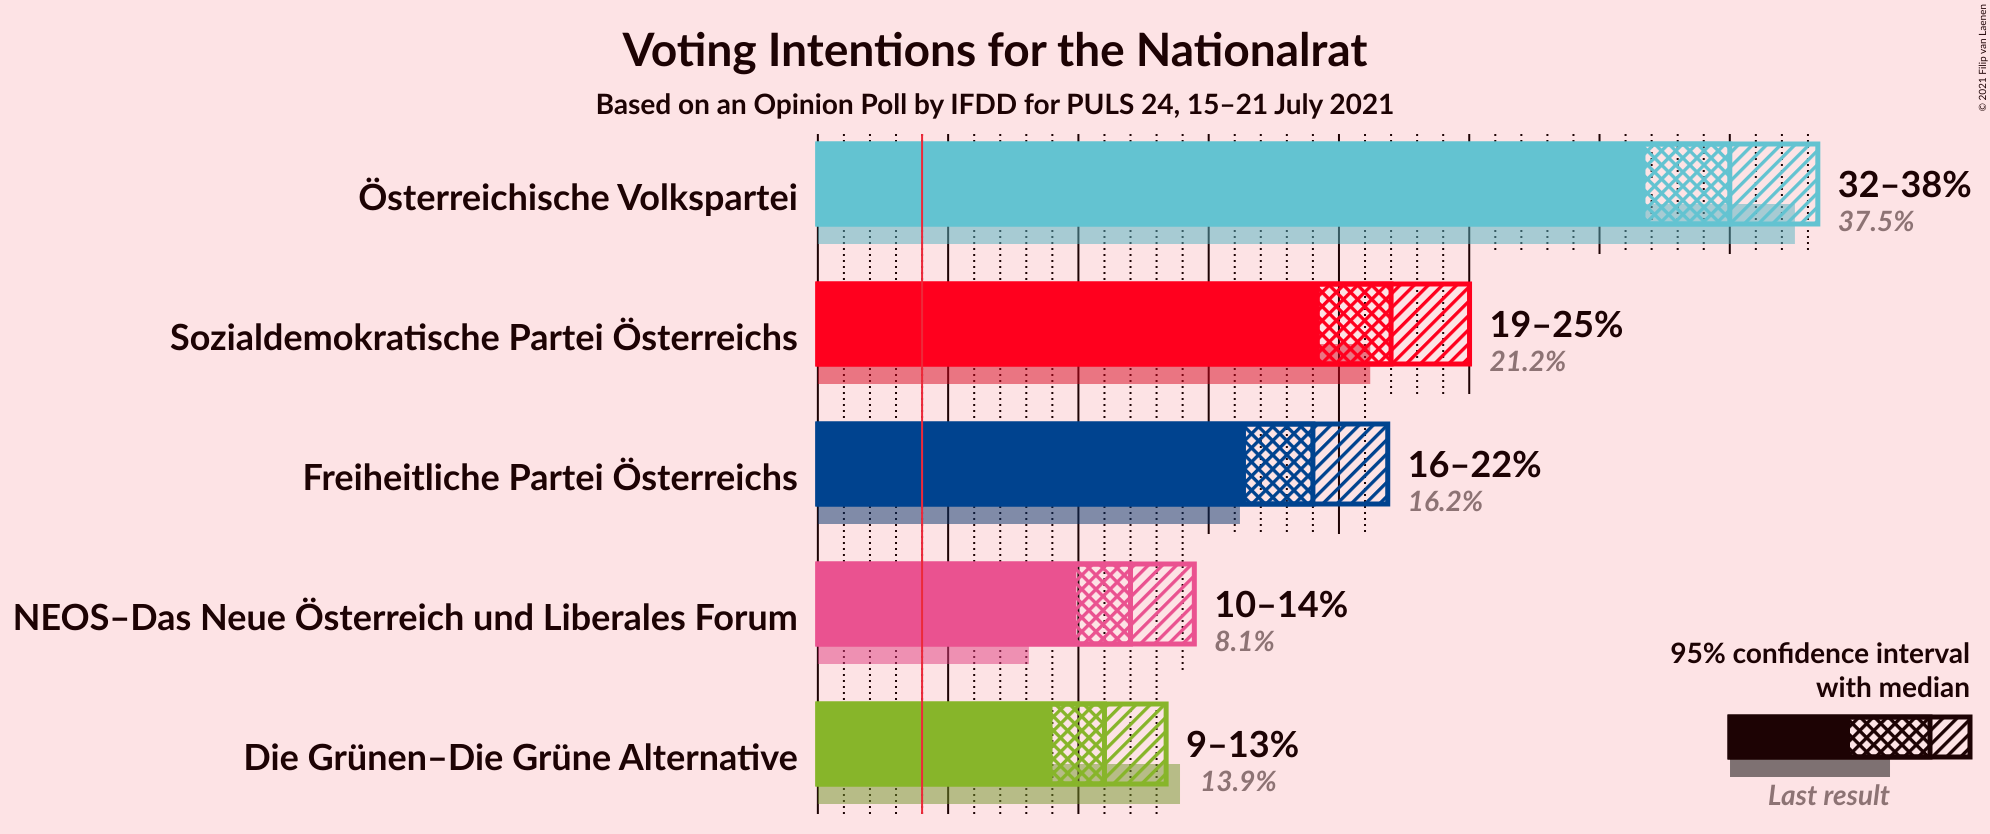 Voting Intentions for the Nationalrat
Based on an Opinion Poll by IFDD for PULS 24, 15–21 July 2021
© 2021 Filip van Laenen
Österreichische Volkspartei
32–38%
37.5%
Sozialdemokratische Partei Österreichs
19–25%
21.2%
Freiheitliche Partei Österreichs
16–22%
16.2%
NEOS–Das Neue Österreich und Liberales Forum
10–14%
8.1%
Die Grünen–Die Grüne Alternative
9–13%
13.9%
95% confidence interval
with median
Last result